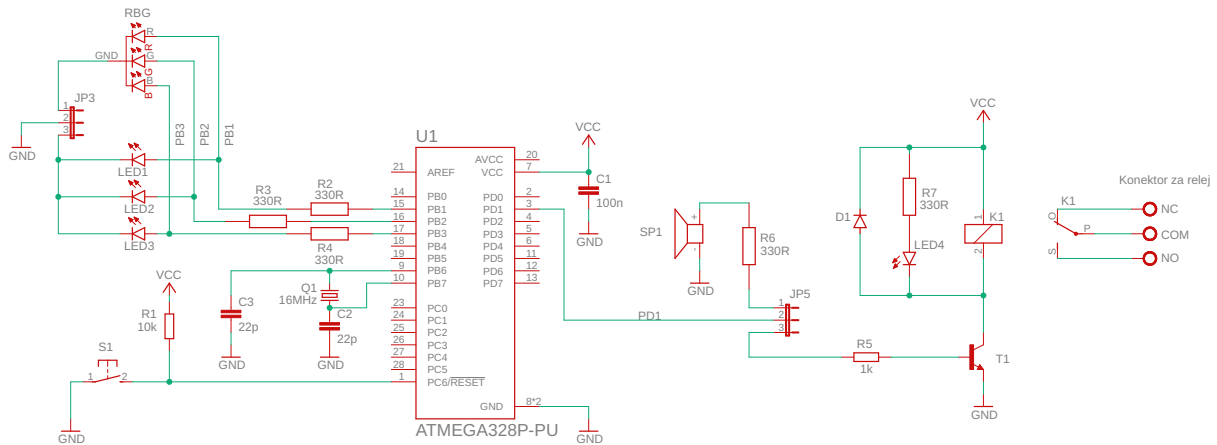 RBG
R
GND
G
B
R
G
B
JP3
1
2
3
GND
PB3
PB2
PB1
LED1
LED2
LED3
R3
330R
R2
330R
R4
330R
VCC
R1
10k
S1
1
2
GND
C3
22p
GND
Q1
16MHz
C2
22p
GND
U1
21
AREF
14
PB0
15
PB1
16
PB2
17
PB3
18
PB4
19
PB5
9
PB6
10
PB7
23
PC0
24
PC1
25
PC2
26
PC3
27
PC4
28
PC5
1
PC6/RESET
AVCC
20
VCC
7
PD0
2
PD1
3
PD2
4
PD3
5
PD4
6
PD5
11
PD6
12
PD7
13
GND
8*2
ATMEGA328P-PU
VCC
C1
100n
GND
GND
PD1
SP1
+
-
GND
R6
330R
JP5
1
2
3
R5
1k
VCC
D1
R7
330R
LED4
1
K1
2
T1
GND
Konektor za relej
K1
O
P
S
NC
COM
NO